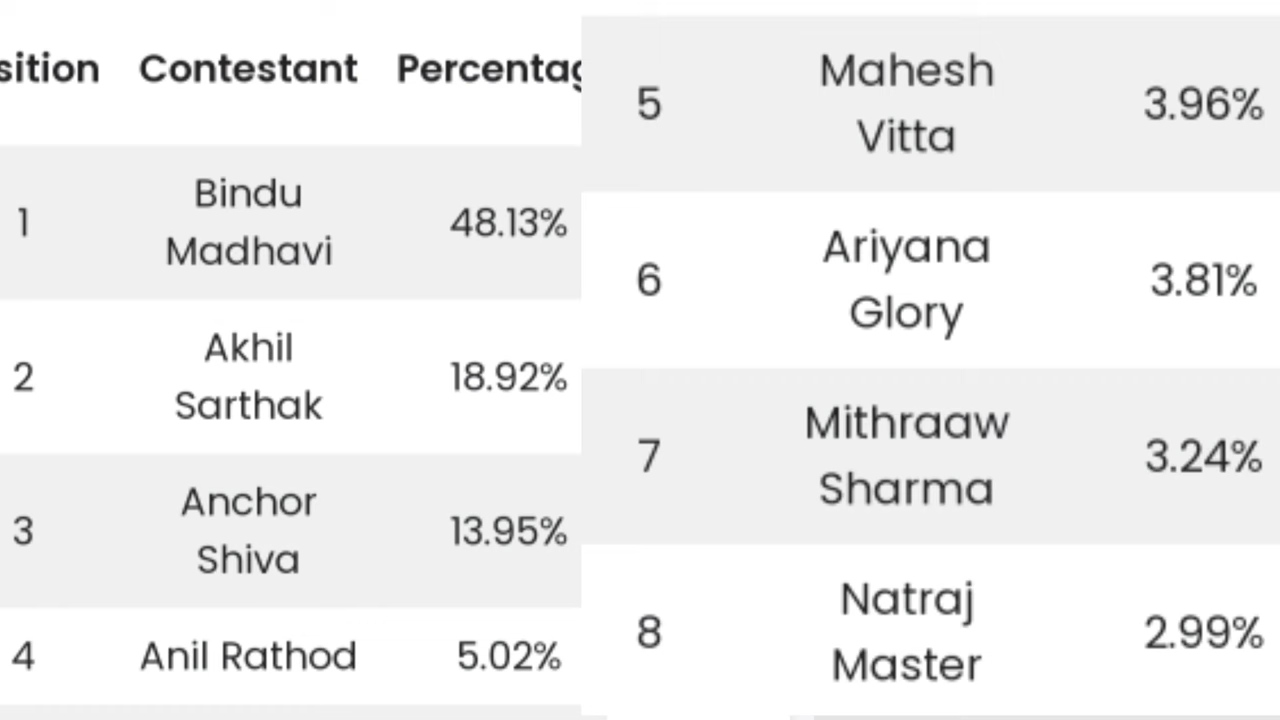 sition Contestant Percentag
1 Bindu Madhavi 48.13%
2 Akhil Sarthak 18.92%
3 Anchor Shiva 13.95%
4 Anil Rathod 5.02%
5 Mahesh Vitta 3.96%
6 Ariyana Glory 3.81%
7 Mithraaw Sharma 3.24%
8 Natraj Master 2.99%